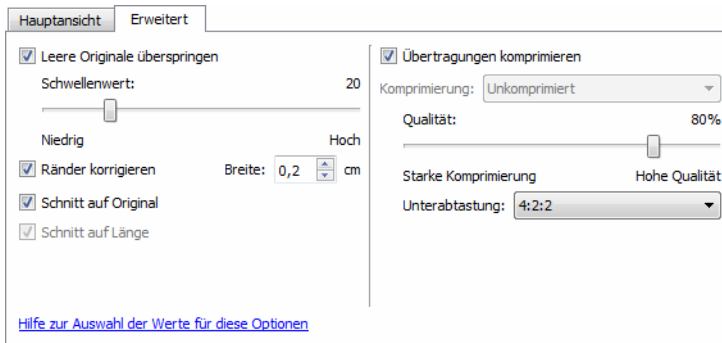 Hauptansicht Erweitert
Leere Originale überspringen
Schwellenwert: 20
Niedrig Hoch
Ränder korrigieren Breite: 0,2 cm
Schnitt auf Original
Schnitt auf Länge
Hilfe zur Auswahl der Werte für diese Optionen
Übertragungen komprimieren
Komprimierung: Unkomprimiert
Qualität: 80%
Starke Komprimierung Hohe Qualität
Unterabtastung: 4:2:2